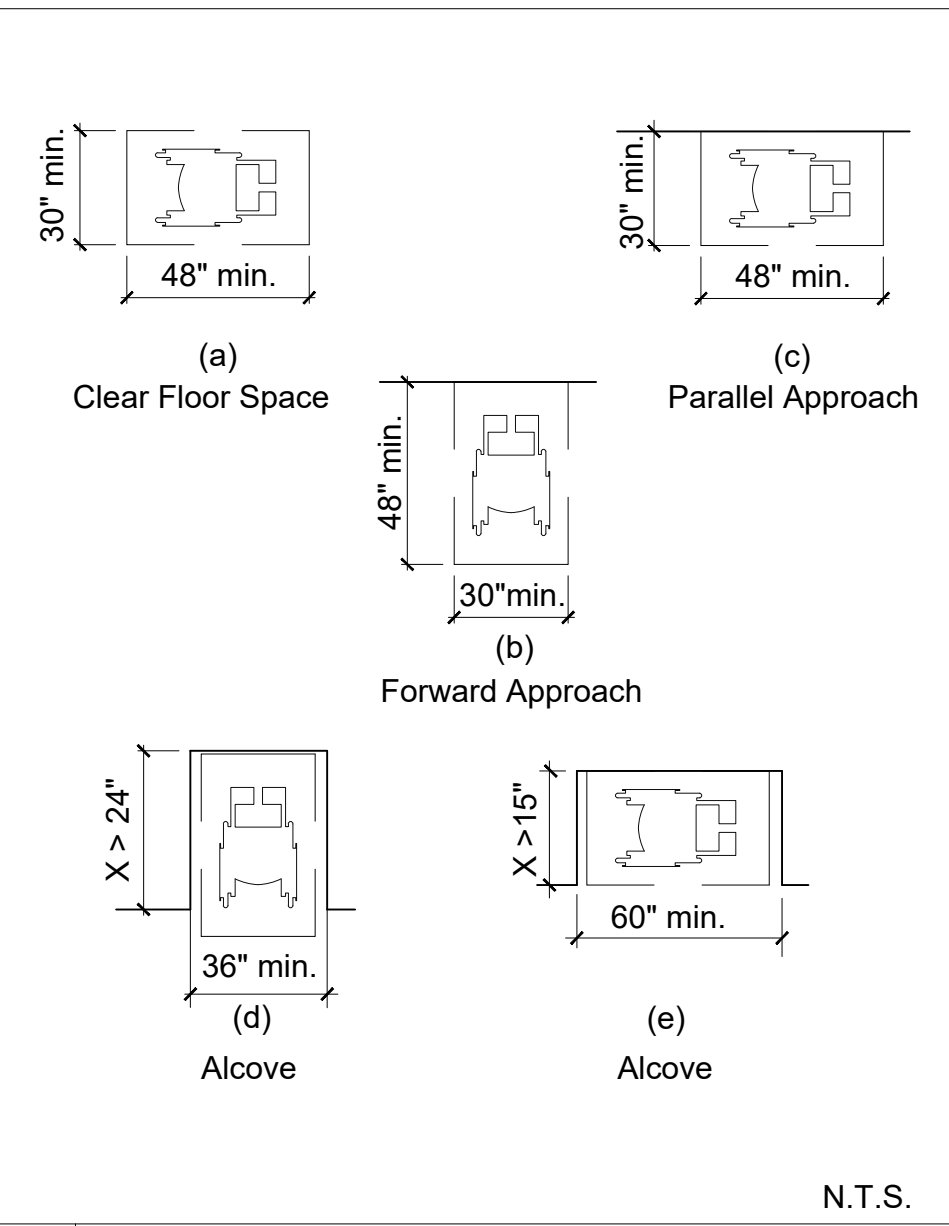 30" min.
48" min.
(a)
Clear Floor Space
30" min.
48" min.
(c)
Parallel Approach
48" min.
30"min.
(b)
Forward Approach
X > 24"
36" min.
(d)
Alcove
X >15"
60" min.
(e)
Alcove
N.T.S.